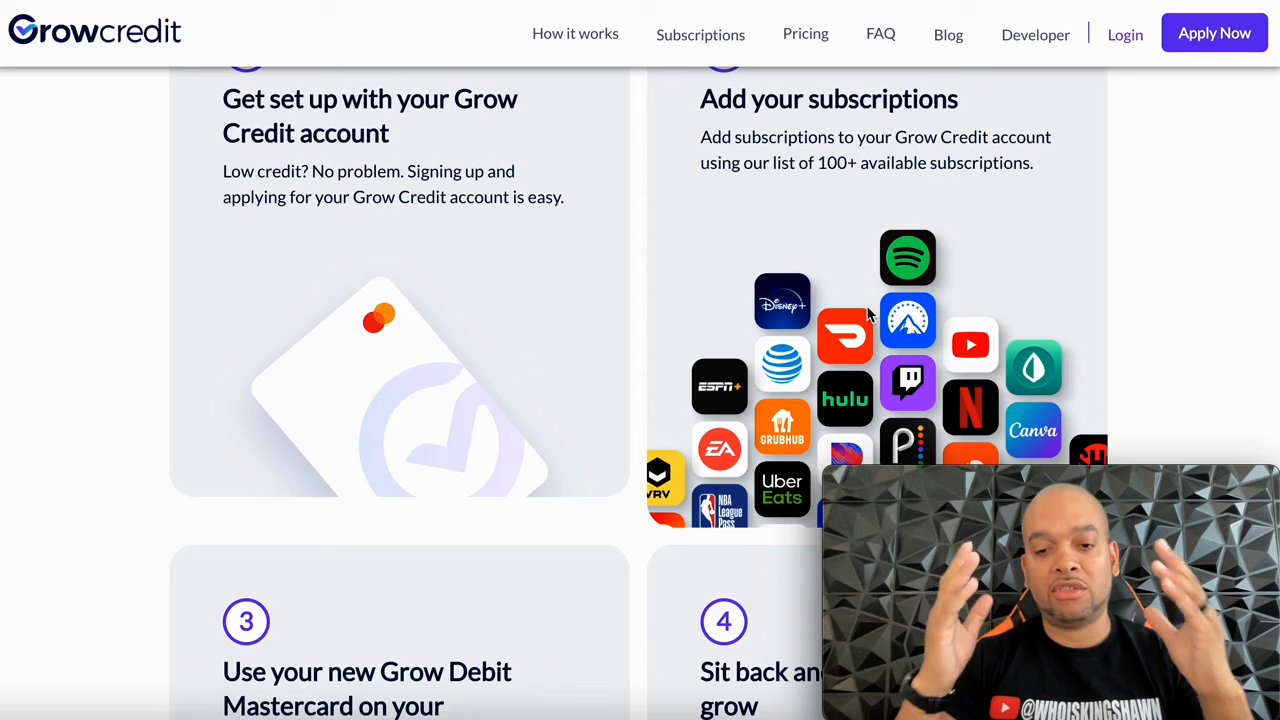 Growcredit
How it works
Subscriptions
Pricing
FAQ
Blog
Developer
Login
Apply Now
Get set up with your Grow
Credit account
Low credit? No problem. Signing up and
applying for your Grow Credit account is easy.
Add your subscriptions
Add subscriptions to your Grow Credit account
using our list of 100+ available subscriptions.
Disney+
ESPN+
hulu
GRUBHUB
EA
N
Canva
VRV
Uber
Eats
NBA
League
Pass
3
Use your new Grow Debit
Mastercard on your
4
Sit back an
grow
@WHOISKINGSHAWN